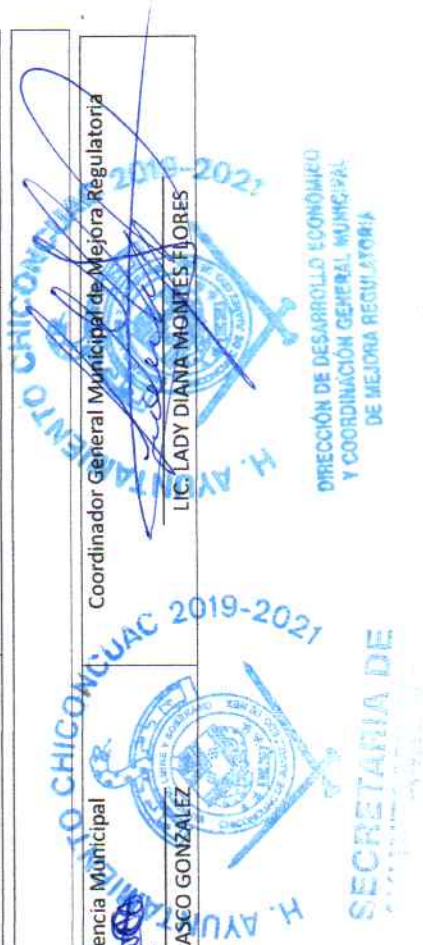 encia Municipal
ASCO GONZALEZ
TO CHICONCUAC 2019-2021
H. AYUNTAMIENTO
SECRETARIA DE
Coordinador General Municipal de Mejora Regulatoria
LIC. LADY DIANA MONTES FLORES
H. AYUNTAMIENTO CHICONCUAC 2019-2021
DIRECCIÓN DE DESARROLLO ECONÓMICO
Y COORDINACIÓN GENERAL MUNICIPAL
DE MEJORA REGULATORIA